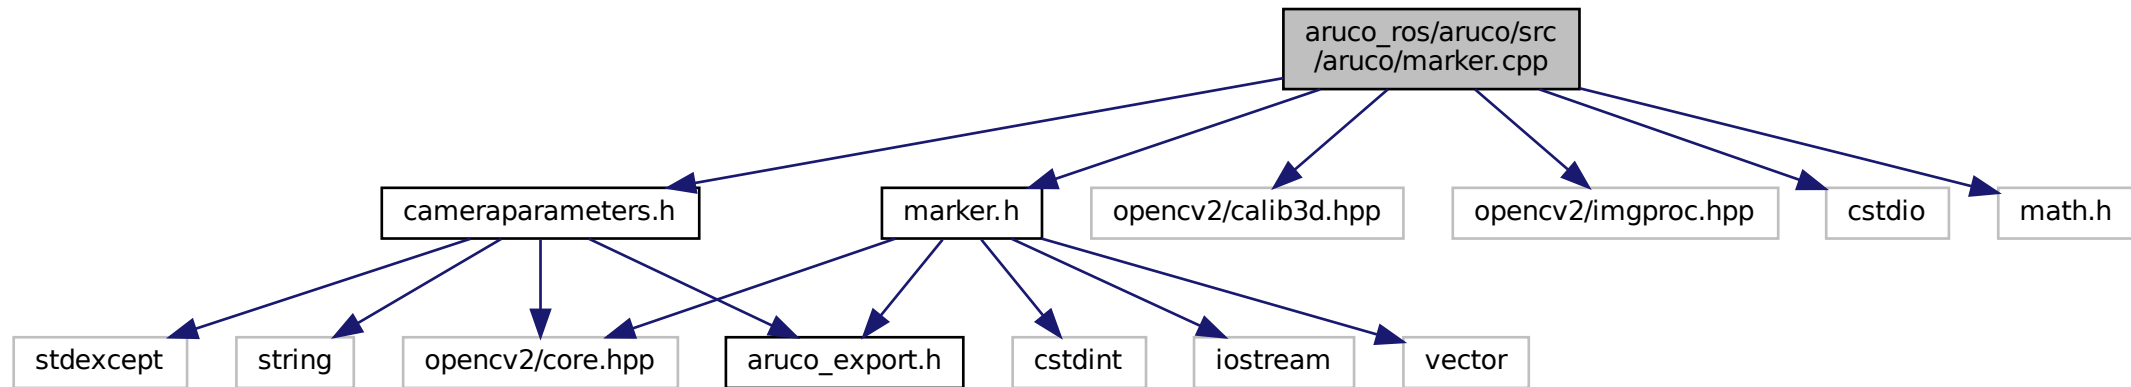 aruco_ros/aruco/src
/aruco/marker.cpp
cameraparameters.h
marker.h
opencv2/calib3d.hpp
opencv2/imgproc.hpp
cstdio
math.h
stdexcept
string
opencv2/core.hpp
aruco_export.h
cstdint
iostream
vector